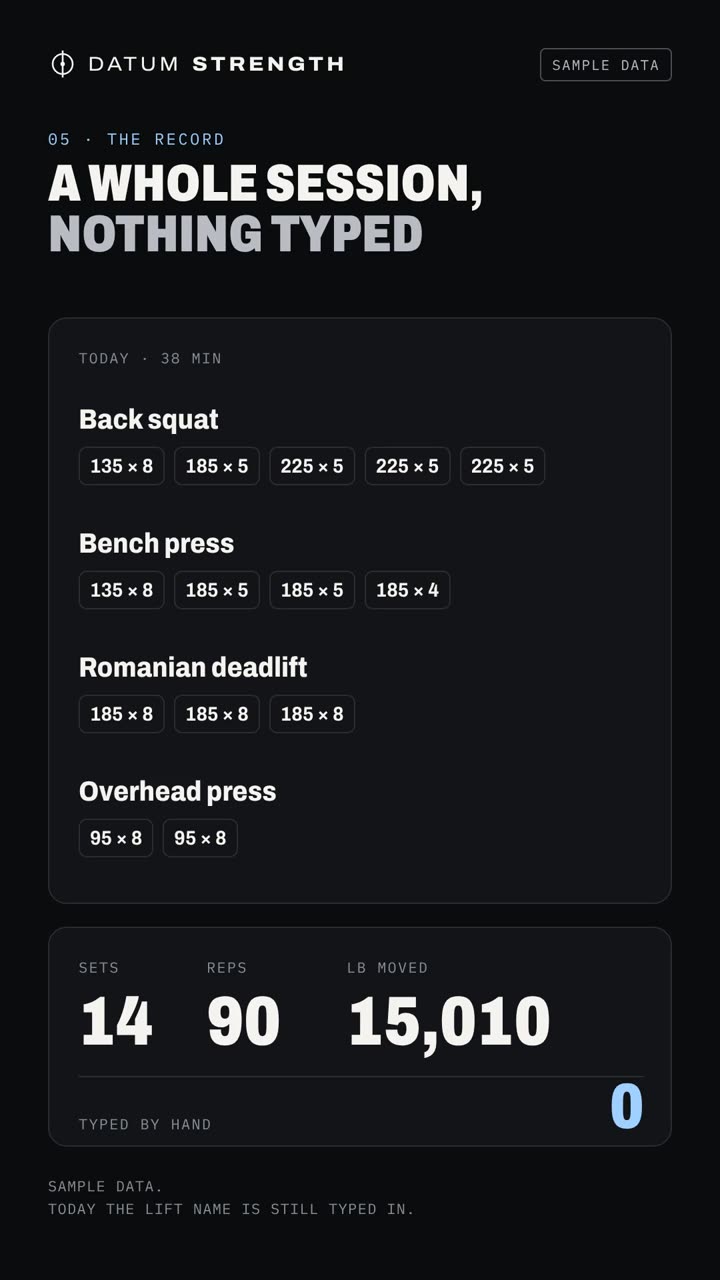 DATUM STRENGTH
SAMPLE DATA
05 · THE RECORD
A WHOLE SESSION,
NOTHING TYPED
TODAY · 38 MIN
Back squat
135 × 8 185 × 5 225 × 5 225 × 5 225 × 5
Bench press
135 × 8 185 × 5 185 × 5 185 × 4
Romanian deadlift
185 × 8 185 × 8 185 × 8
Overhead press
95 × 8 95 × 8
SETS REPS LB MOVED
14 90 15,010
TYPED BY HAND 0
SAMPLE DATA.
TODAY THE LIFT NAME IS STILL TYPED IN.